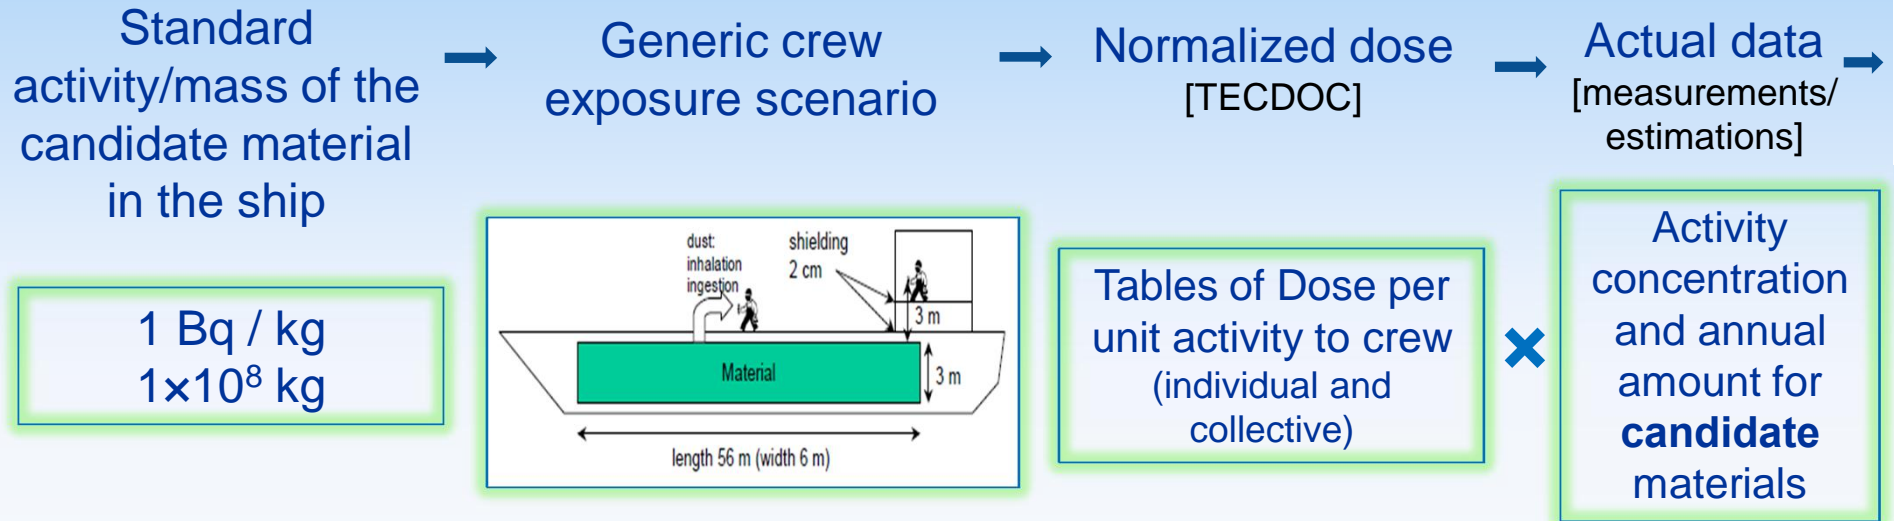 Standard
activity/mass of the
candidate material
in the ship
1 Bq / kg
1×10⁸ kg
Generic crew
exposure scenario
dust:
inhalation
ingestion
shielding
2 cm
3 m
Material
3 m
length 56 m (width 6 m)
Normalized dose
[TECDOC]
Tables of Dose per
unit activity to crew
(individual and
collective)
×
Actual data
[measurements/
estimations]
Activity
concentration
and annual
amount for
candidate
materials